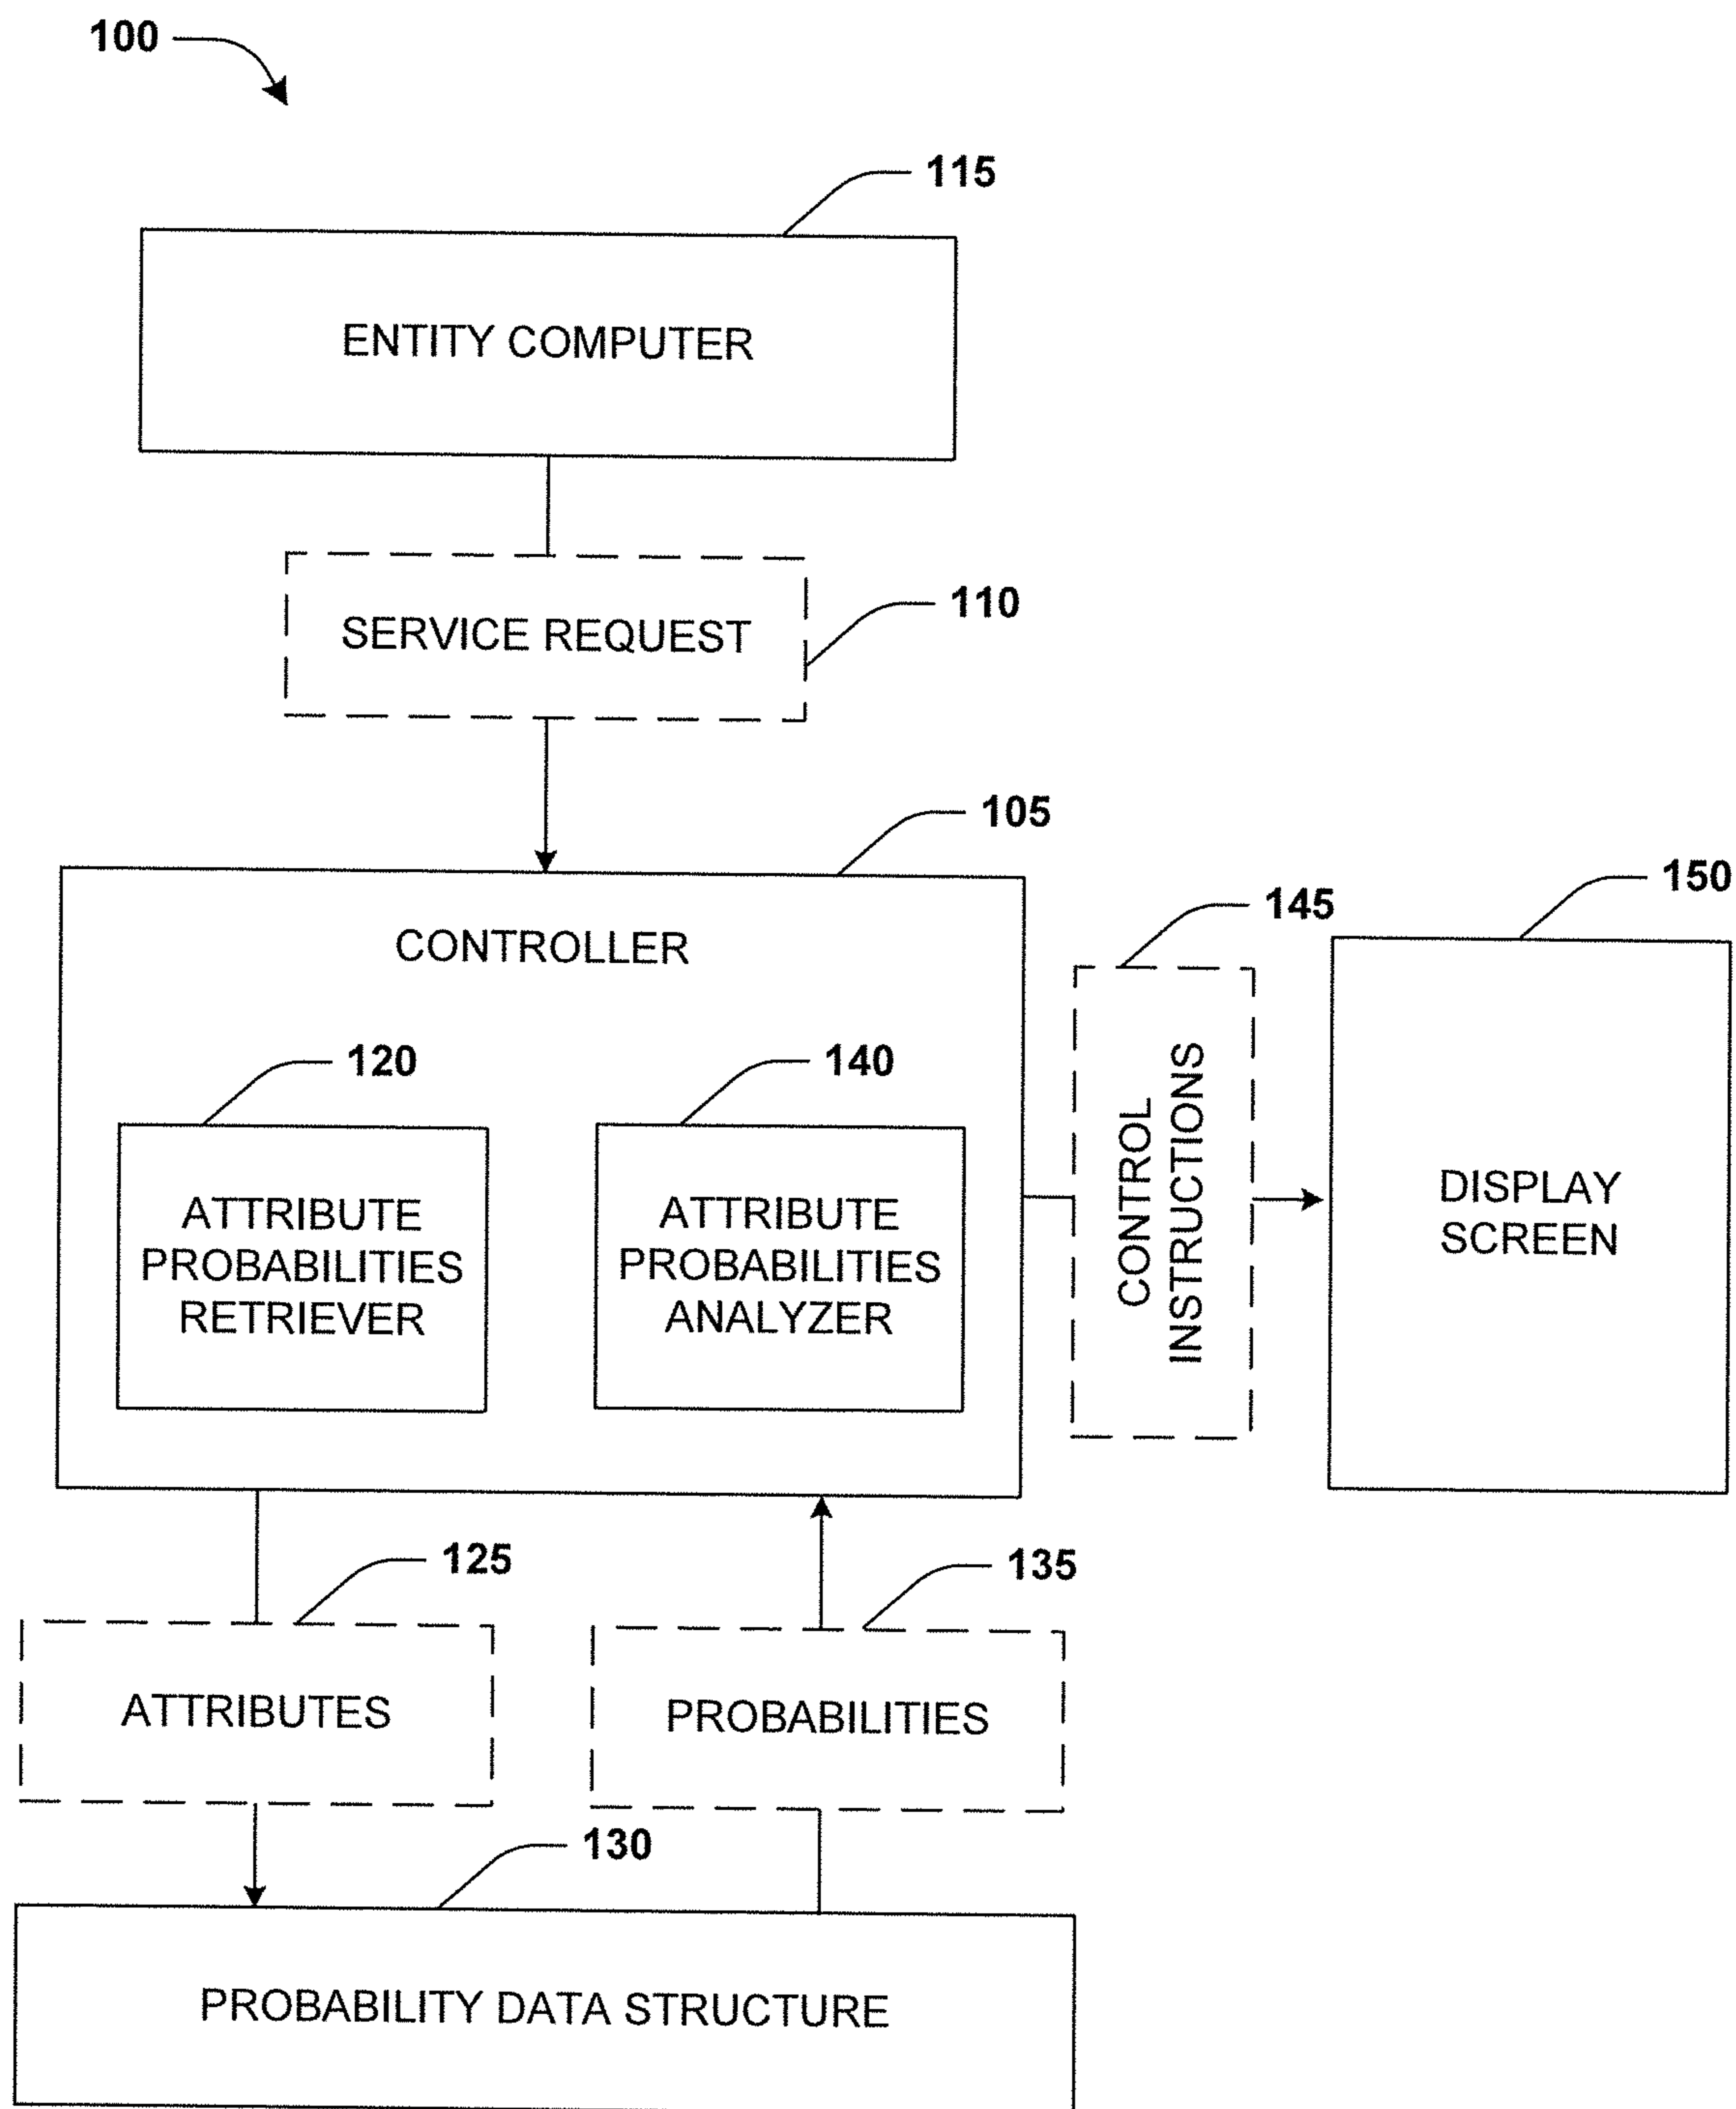 100
115
ENTITY COMPUTER
SERVICE REQUEST
110
105
CONTROLLER
120
140
ATTRIBUTE
PROBABILITIES
RETRIEVER
ATTRIBUTE
PROBABILITIES
ANALYZER
145
CONTROL
INSTRUCTIONS
150
DISPLAY
SCREEN
125
ATTRIBUTES
135
PROBABILITIES
130
PROBABILITY DATA STRUCTURE